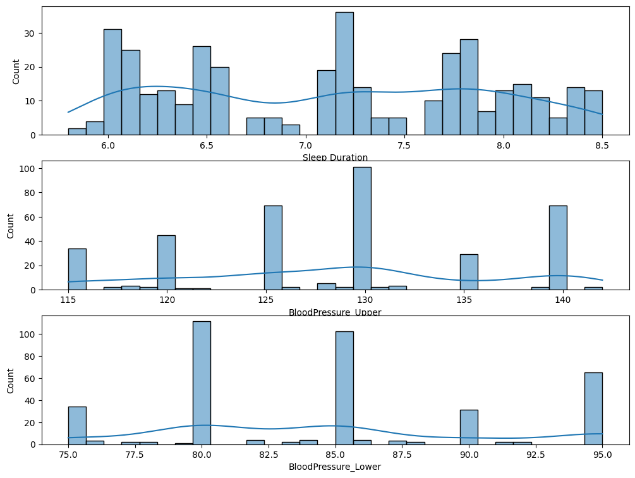 30
20
10
0
Count
6.0 6.5 7.0 7.5 8.0 8.5
Sleep Duration
100
80
60
40
20
0
Count
115 120 125 130 135 140
BloodPressure_Upper
100
80
60
40
20
0
Count
75.0 77.5 80.0 82.5 85.0 87.5 90.0 92.5 95.0
BloodPressure_Lower